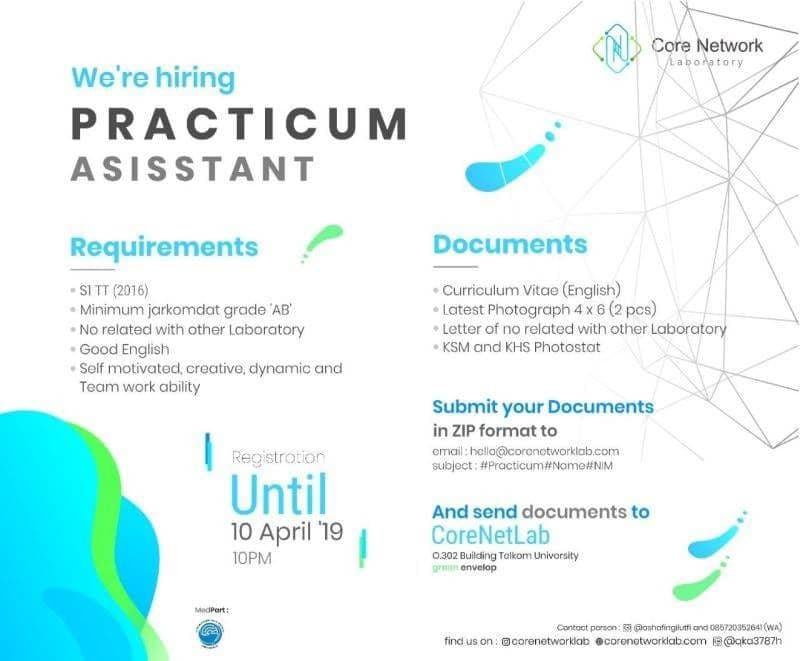 Core Network
Laboratory
We're hiring
PRACTICUM
ASISSTANT
Requirements
• S1 TT (2016)
• Minimum jarkomdat grade 'AB'
• No related with other Laboratory
• Good English
• Self motivated, creative, dynamic and
Team work ability
Registration
Until
10 April '19
10PM
MedPart :
Documents
• Curriculum Vitae (English)
• Latest Photograph 4 x 6 (2 pcs)
• Letter of no related with other Laboratory
• KSM and KHS Photostat
Submit your Documents
in ZIP format to
email : hello@corenetworklab.com
subject : #Practicum#Name#NIM
And send documents to
CoreNetLab
O.302 Building Telkom University
green envelop
Contact person : @ashafingilutfi and 085720352641 (WA)
find us on : corenetworklab corenetworklab.com @qka3787h